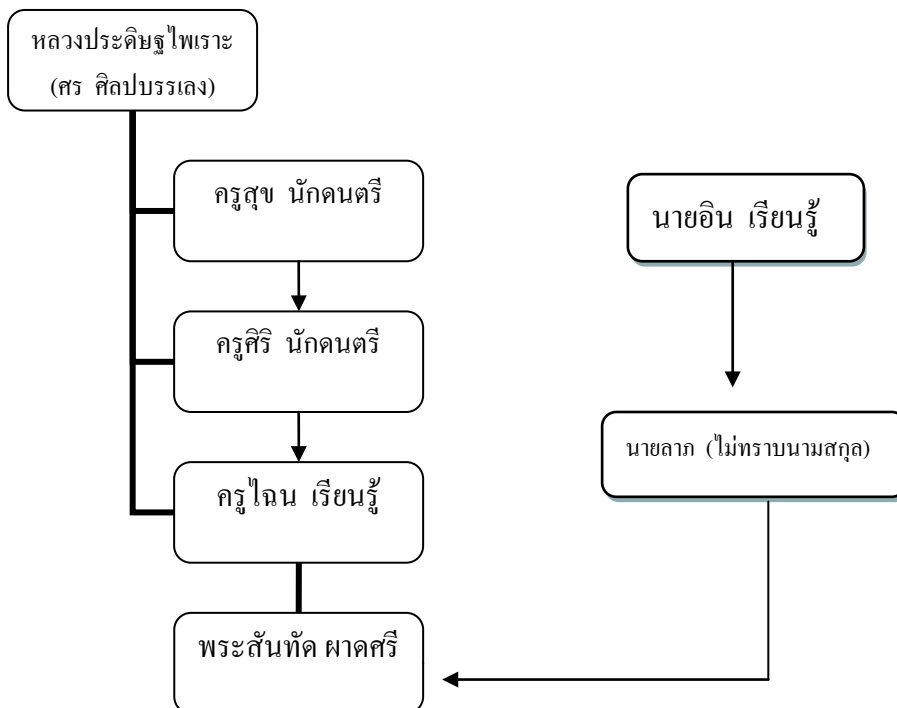 หลวงประดิษฐไพเราะ
(ศร ศิลปบรรเลง)
ครูสุข นักดนตรี
นายอิน เรียนรู้
ครูศิริ นักดนตรี
นายลาภ (ไม่ทราบนามสกุล)
ครูไฉน เรียนรู้
พระสันทัด ผาดศรี